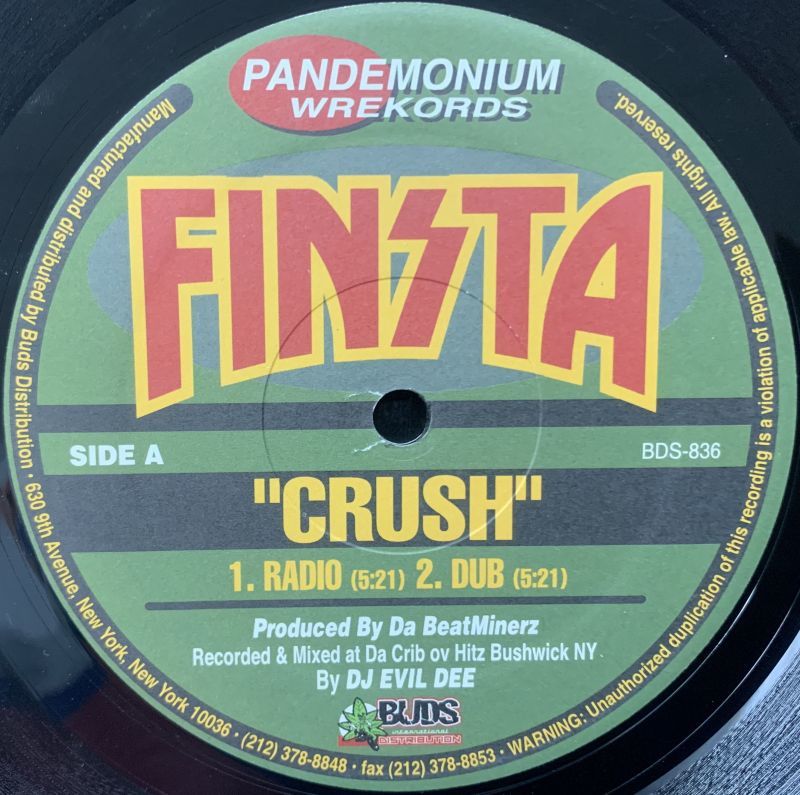 PANDEMONIUM
WREKORDS
FINSTA
SIDE A
BDS-836
"CRUSH"
1. RADIO (5:21) 2. DUB (5:21)
Produced By Da BeatMinerz
Recorded & Mixed at Da Crib ov Hitz Bushwick NY
By DJ EVIL DEE
BUDS
international
DISTRIBUTION
Manufactured and distributed by Buds Distribution • 630 9th Avenue, New York, New York 10036 • (212) 378-8848 • fax (212) 378-8853 • WARNING: Unauthorized duplication of this recording is a violation of applicable law. All rights reserved.